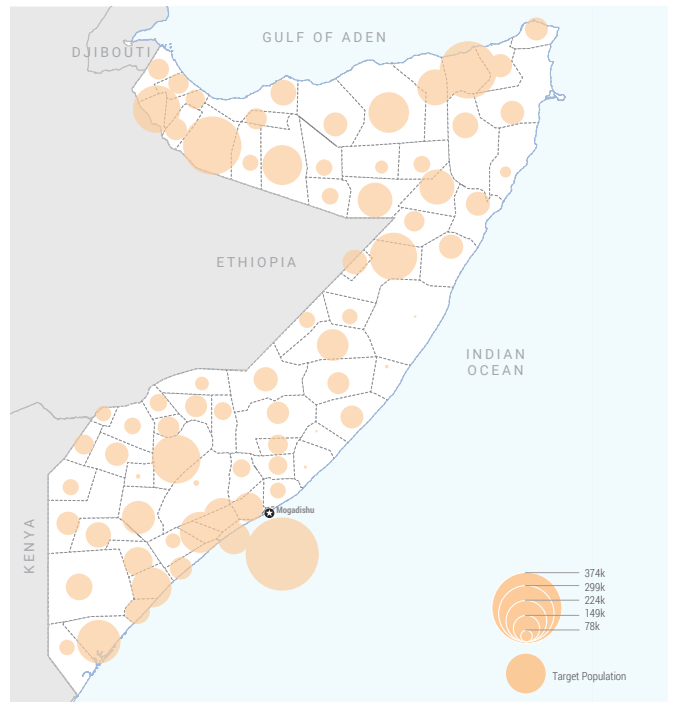 GULF OF ADEN
DJIBOUTI
ETHIOPIA
INDIAN
OCEAN
Mogadishu
KENYA
374k
299k
224k
149k
78k
Target Population